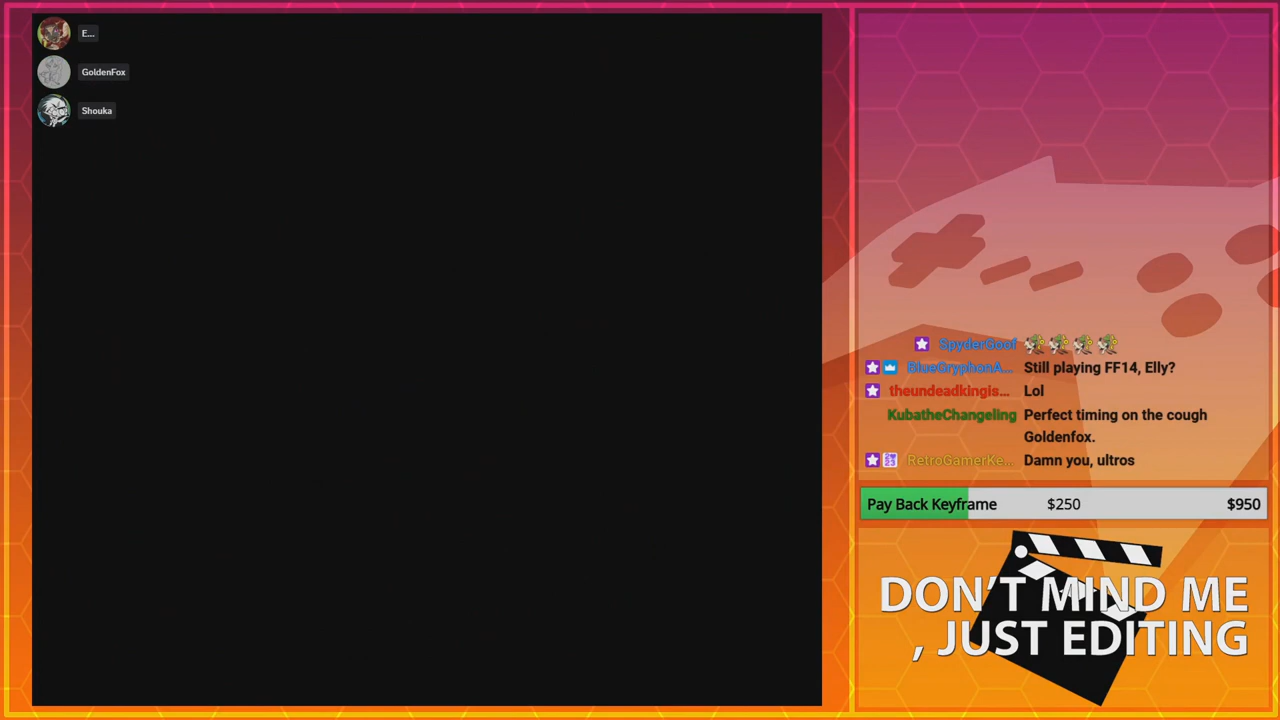 E...
GoldenFox
Shouka
SpyderGoof
BlueGryphonA... Still playing FF14, Elly?
theundeadkingis... Lol
KubatheChangeling Perfect timing on the cough
Goldenfox.
RetroGamerKe... Damn you, ultros
Pay Back Keyframe $250 $950
DON'T MIND ME
, JUST EDITING